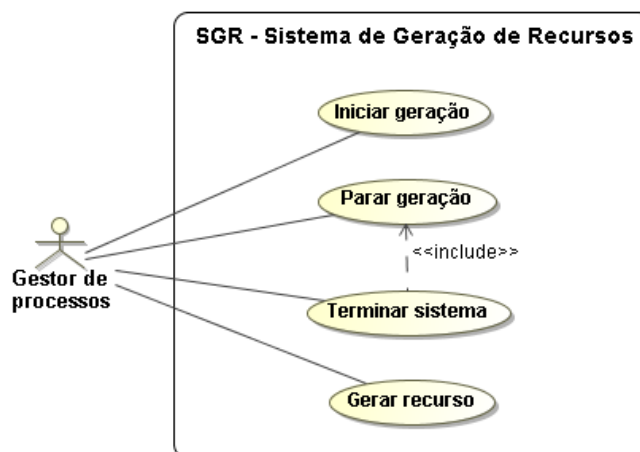 SGR - Sistema de Geração de Recursos
Iniciar geração
Parar geração
<<include>>
Gestor de
processos
Terminar sistema
Gerar recurso